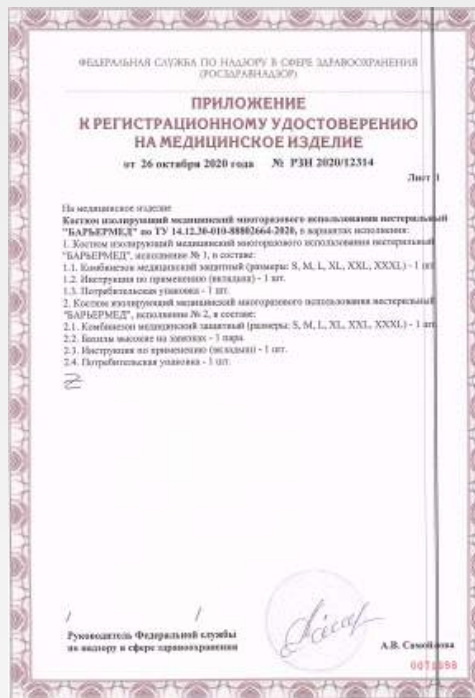 ФЕДЕРАЛЬНАЯ СЛУЖБА ПО НАДЗОРУ В СФЕРЕ ЗДРАВООХРАНЕНИЯ
(РОСЗДРАВНАДЗОР)
ПРИЛОЖЕНИЕ
К РЕГИСТРАЦИОННОМУ УДОСТОВЕРЕНИЮ
НА МЕДИЦИНСКОЕ ИЗДЕЛИЕ
от 26 октября 2020 года № РЗН 2020/12314
Лист 1
На медицинское изделие
Костюм изолирующий медицинский многоразового использования нестерильный
"БАРЬЕРМЕД" по ТУ 14.12.30-010-88802664-2020, в вариантах исполнения:
1. Костюм изолирующий медицинский многоразового использования нестерильный
"БАРЬЕРМЕД", исполнение № 1, в составе:
1.1. Комбинезон медицинский защитный (размеры: S, M, L, XL, XXL, XXXL) - 1 шт.
1.2. Инструкция по применению (вкладыш) - 1 шт.
1.3. Потребительская упаковка - 1 шт.
2. Костюм изолирующий медицинский многоразового использования нестерильный
"БАРЬЕРМЕД", исполнение № 2, в составе:
2.1. Комбинезон медицинский защитный (размеры: S, M, L, XL, XXL, XXXL) - 1 шт.
2.2. Бахилы высокие на завязках - 1 пара.
2.3. Инструкция по применению (вкладыш) - 1 шт.
2.4. Потребительская упаковка - 1 шт.
Руководитель Федеральной службы
по надзору в сфере здравоохранения
А.В. Самойлова